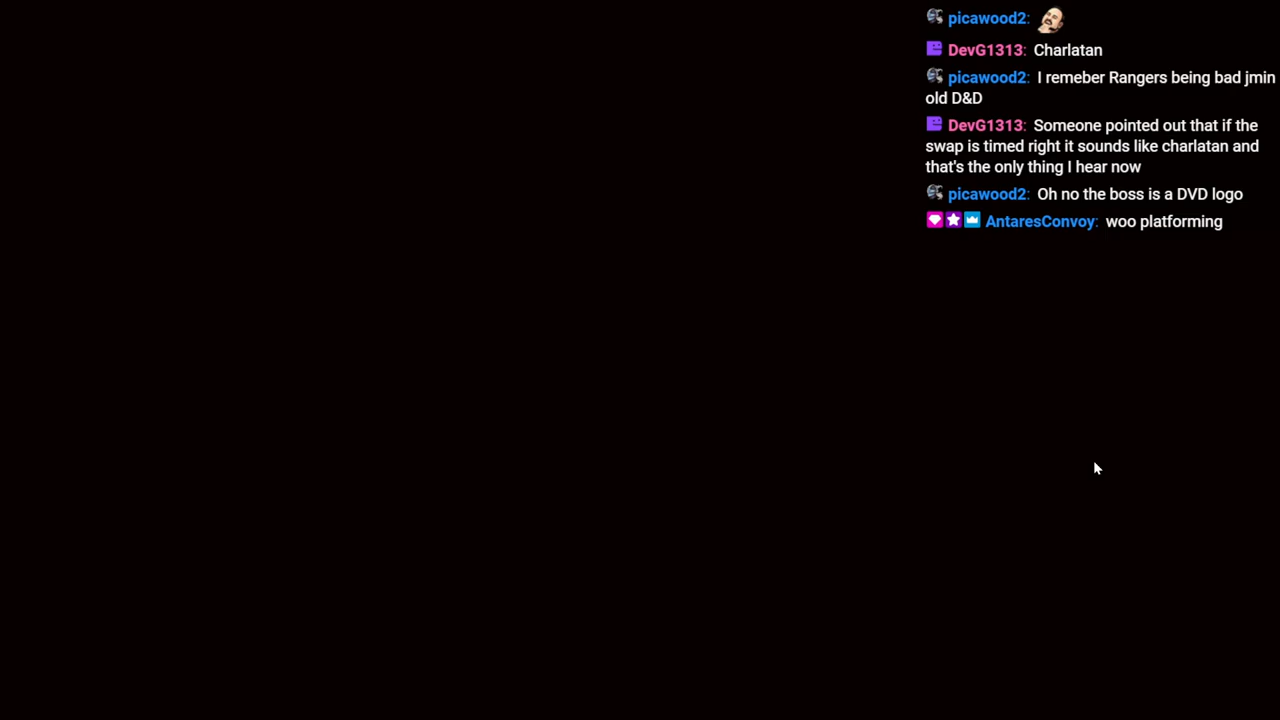 picawood2:
DevG1313: Charlatan
picawood2: I remeber Rangers being bad jmin
old D&D
DevG1313: Someone pointed out that if the
swap is timed right it sounds like charlatan and
that's the only thing I hear now
picawood2: Oh no the boss is a DVD logo
AntaresConvoy: woo platforming